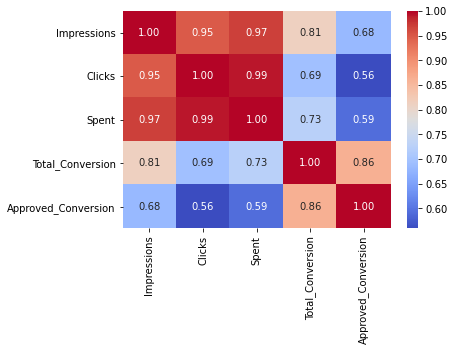 Impressions 1.00 0.95 0.97 0.81 0.68
Clicks 0.95 1.00 0.99 0.69 0.56
Spent 0.97 0.99 1.00 0.73 0.59
Total_Conversion 0.81 0.69 0.73 1.00 0.86
Approved_Conversion 0.68 0.56 0.59 0.86 1.00
Impressions
Clicks
Spent
Total_Conversion
Approved_Conversion
1.00
0.95
0.90
0.85
0.80
0.75
0.70
0.65
0.60